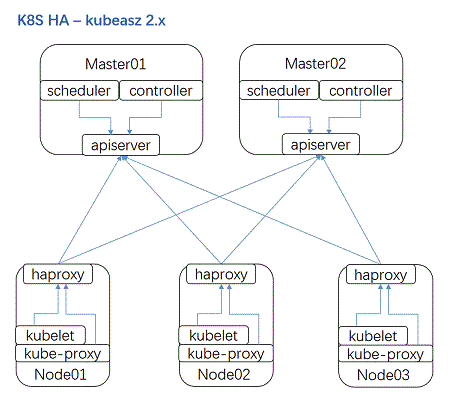 K8S HA – kubeasz 2.x
Master01
Master02
scheduler controller
scheduler controller
apiserver
apiserver
haproxy
haproxy
haproxy
kubelet
kubelet
kubelet
kube-proxy
kube-proxy
kube-proxy
Node01
Node02
Node03